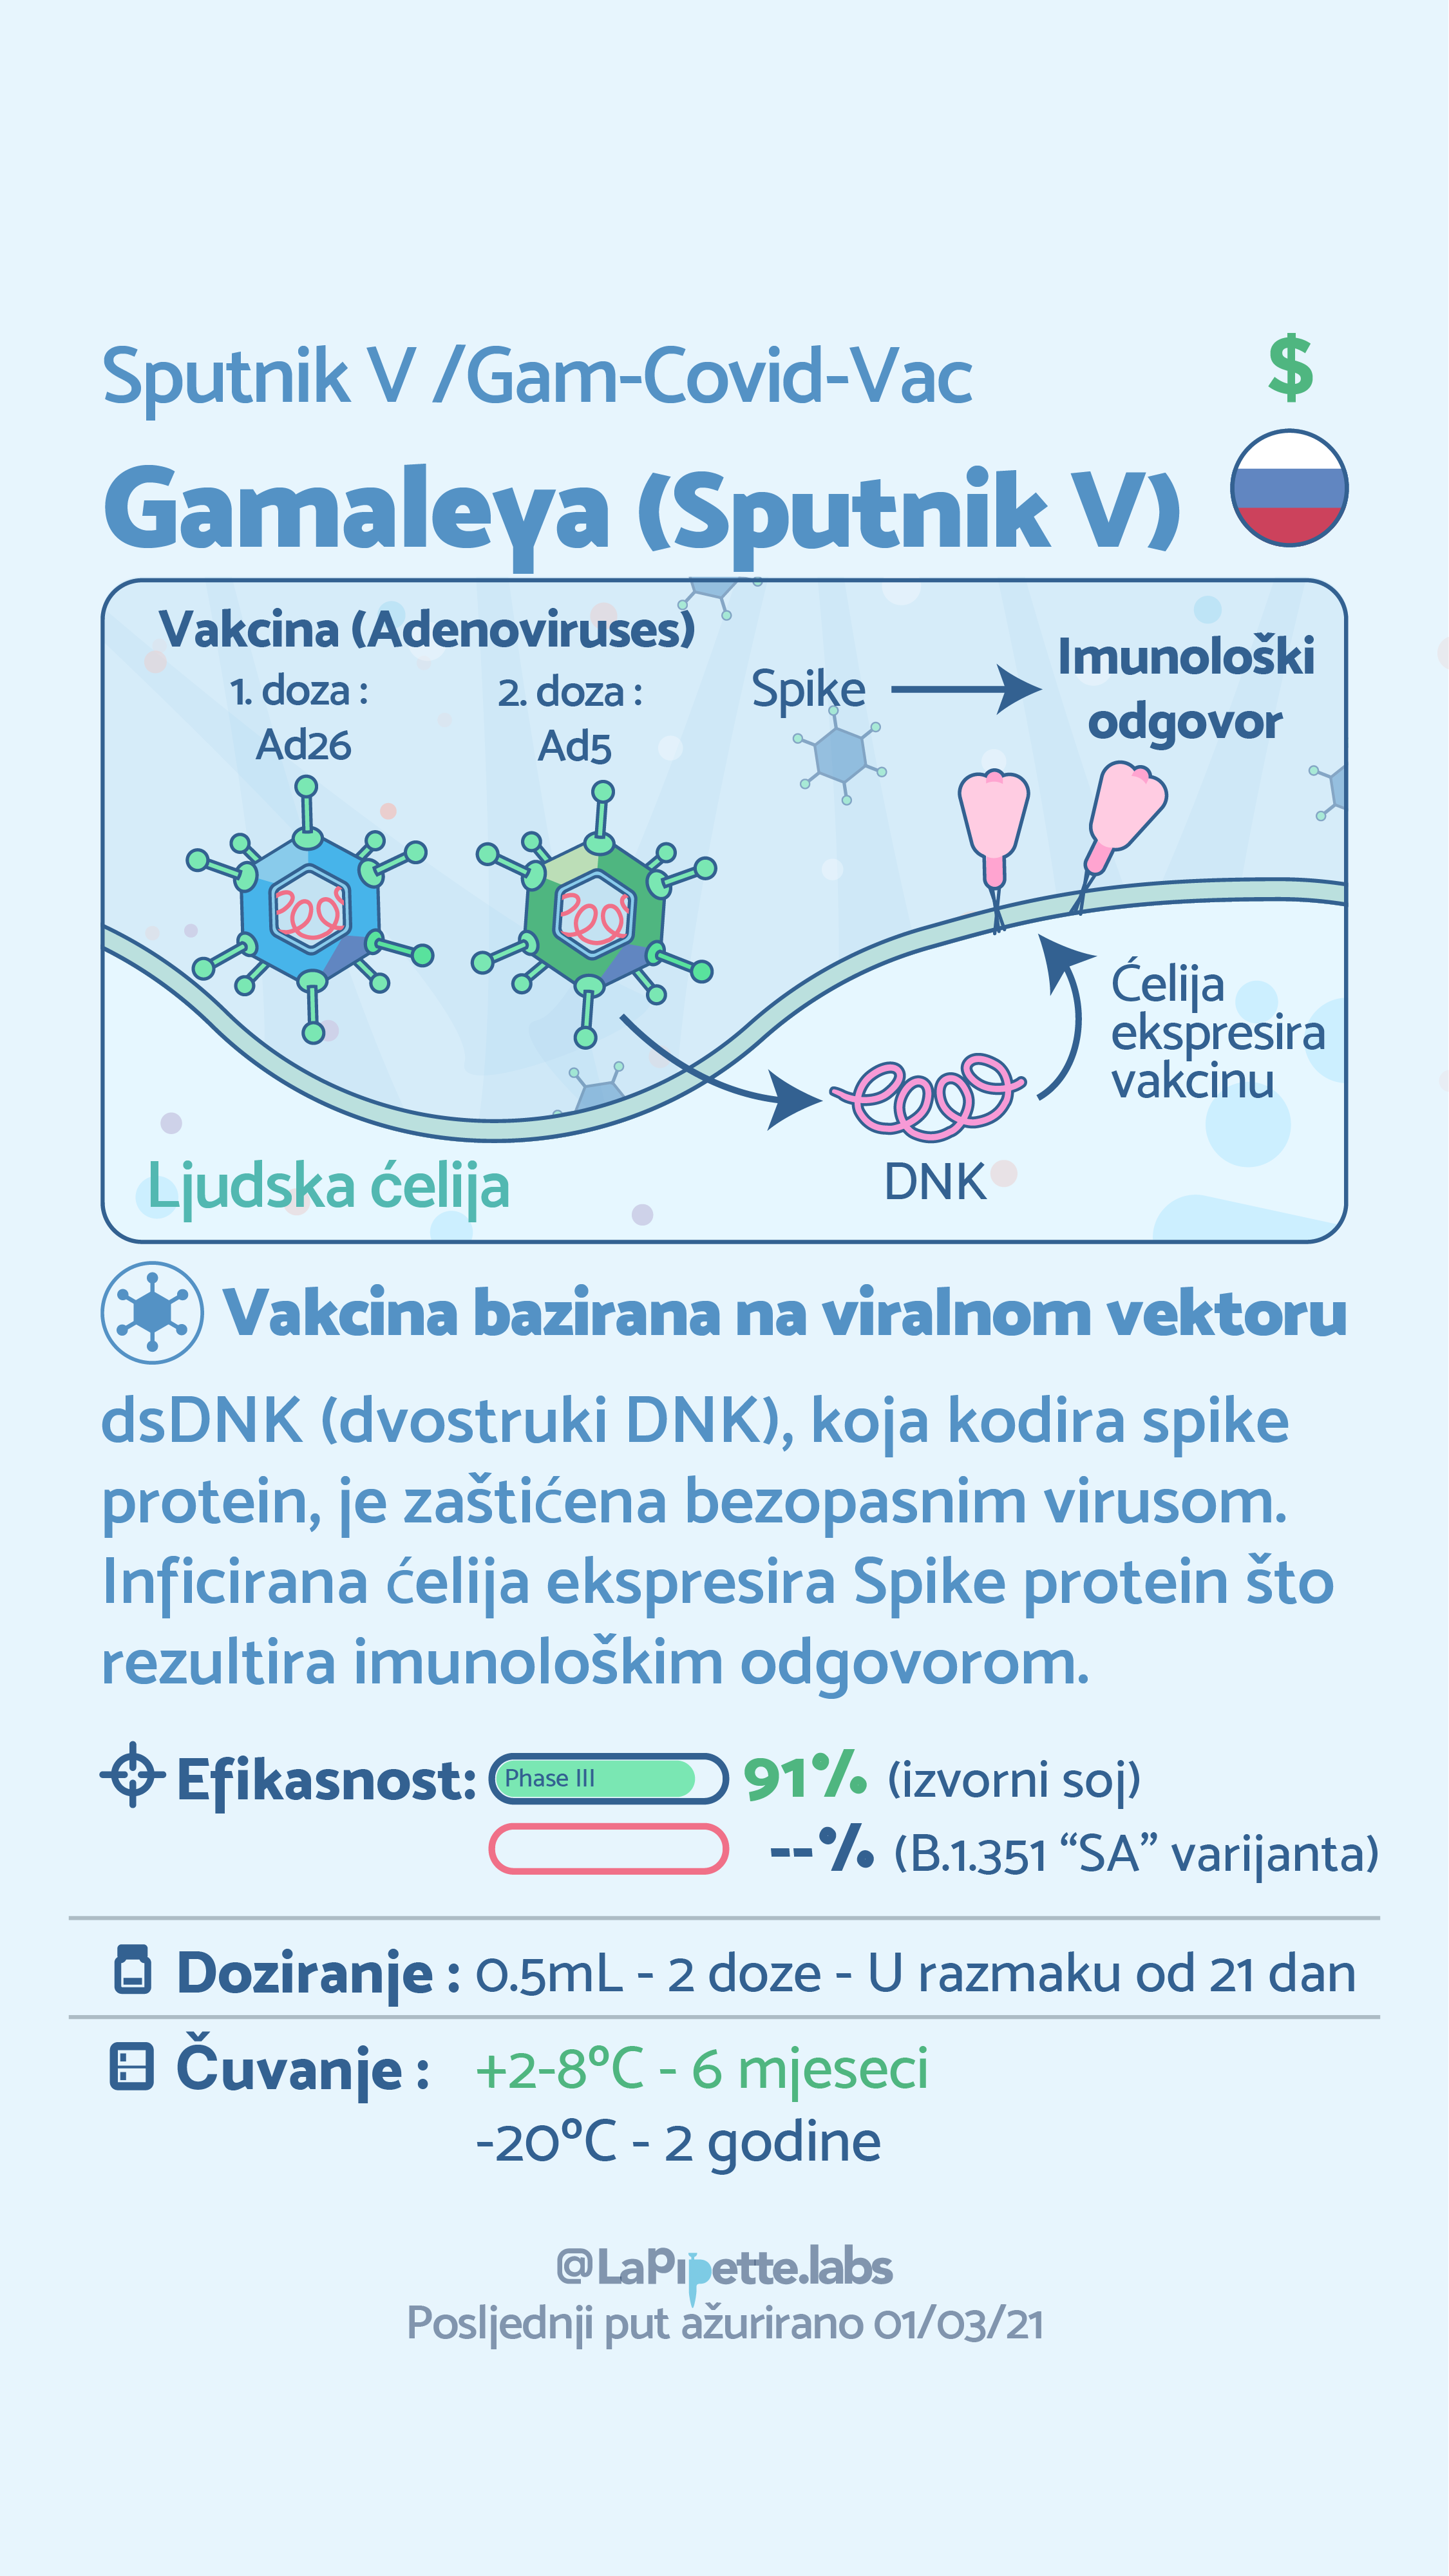 Sputnik V /Gam-Covid-Vac
$
Gamaleya (Sputnik V)
Vakcina (Adenoviruses)
1. doza :
Ad26
2. doza :
Ad5
Spike
Imunološki
odgovor
Ćelija
ekspresira
vakcinu
DNK
Ljudska ćelija
Vakcina bazirana na viralnom vektoru
dsDNK (dvostruki DNK), koja kodira spike
protein, je zaštićena bezopasnim virusom.
Inficirana ćelija ekspresira Spike protein što
rezultira imunološkim odgovorom.
Efikasnost: Phase III 91% (izvorni soj)
--% (B.1.351 “SA” varijanta)
Doziranje : 0.5mL - 2 doze - U razmaku od 21 dan
Čuvanje : +2-8ºC - 6 mjeseci
-20ºC - 2 godine
@LaPipette.labs
Posljednji put ažurirano 01/03/21